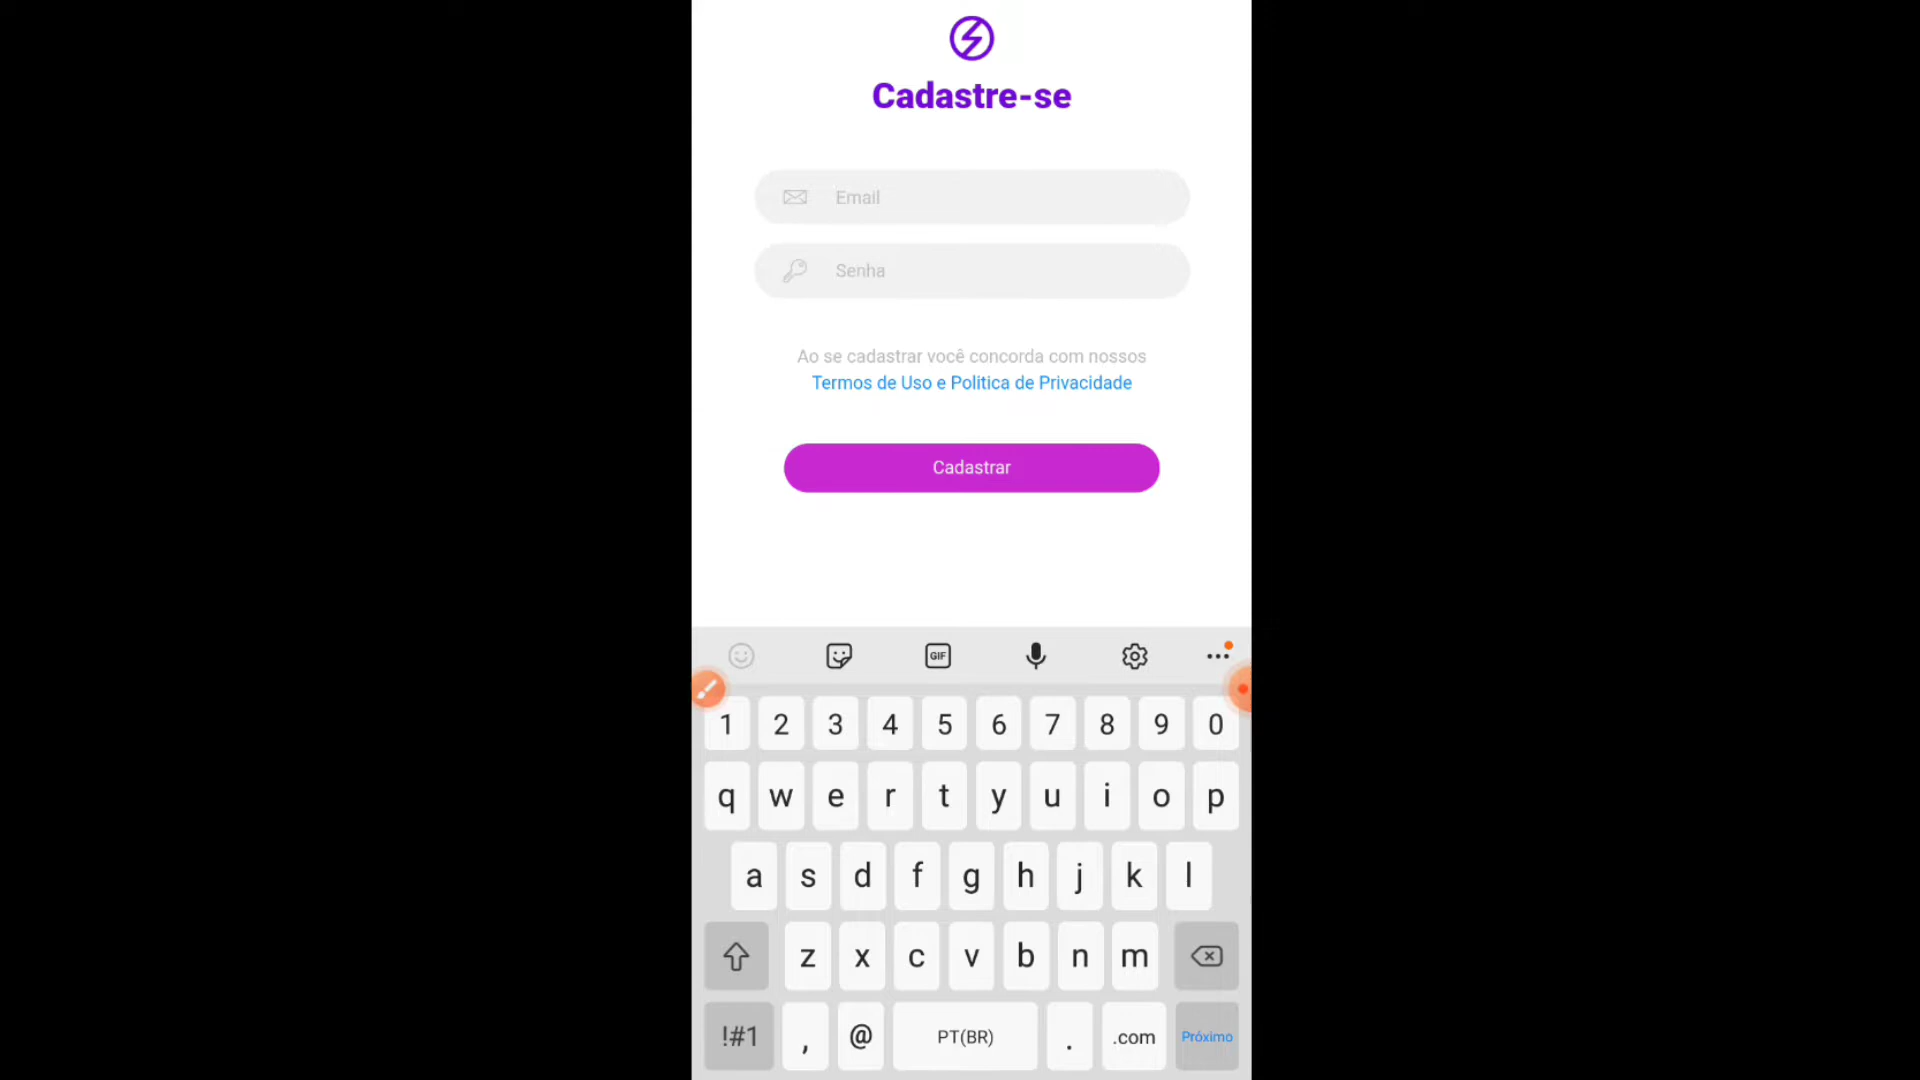 Cadastre-se
Email
Senha
Ao se cadastrar você concorda com nossos
Termos de Uso e Politica de Privacidade
Cadastrar
GIF
1 2 3 4 5 6 7 8 9 0
q w e r t y u i o p
a s d f g h j k l
z x c v b n m
!#1 , @ PT(BR) . .com Próximo